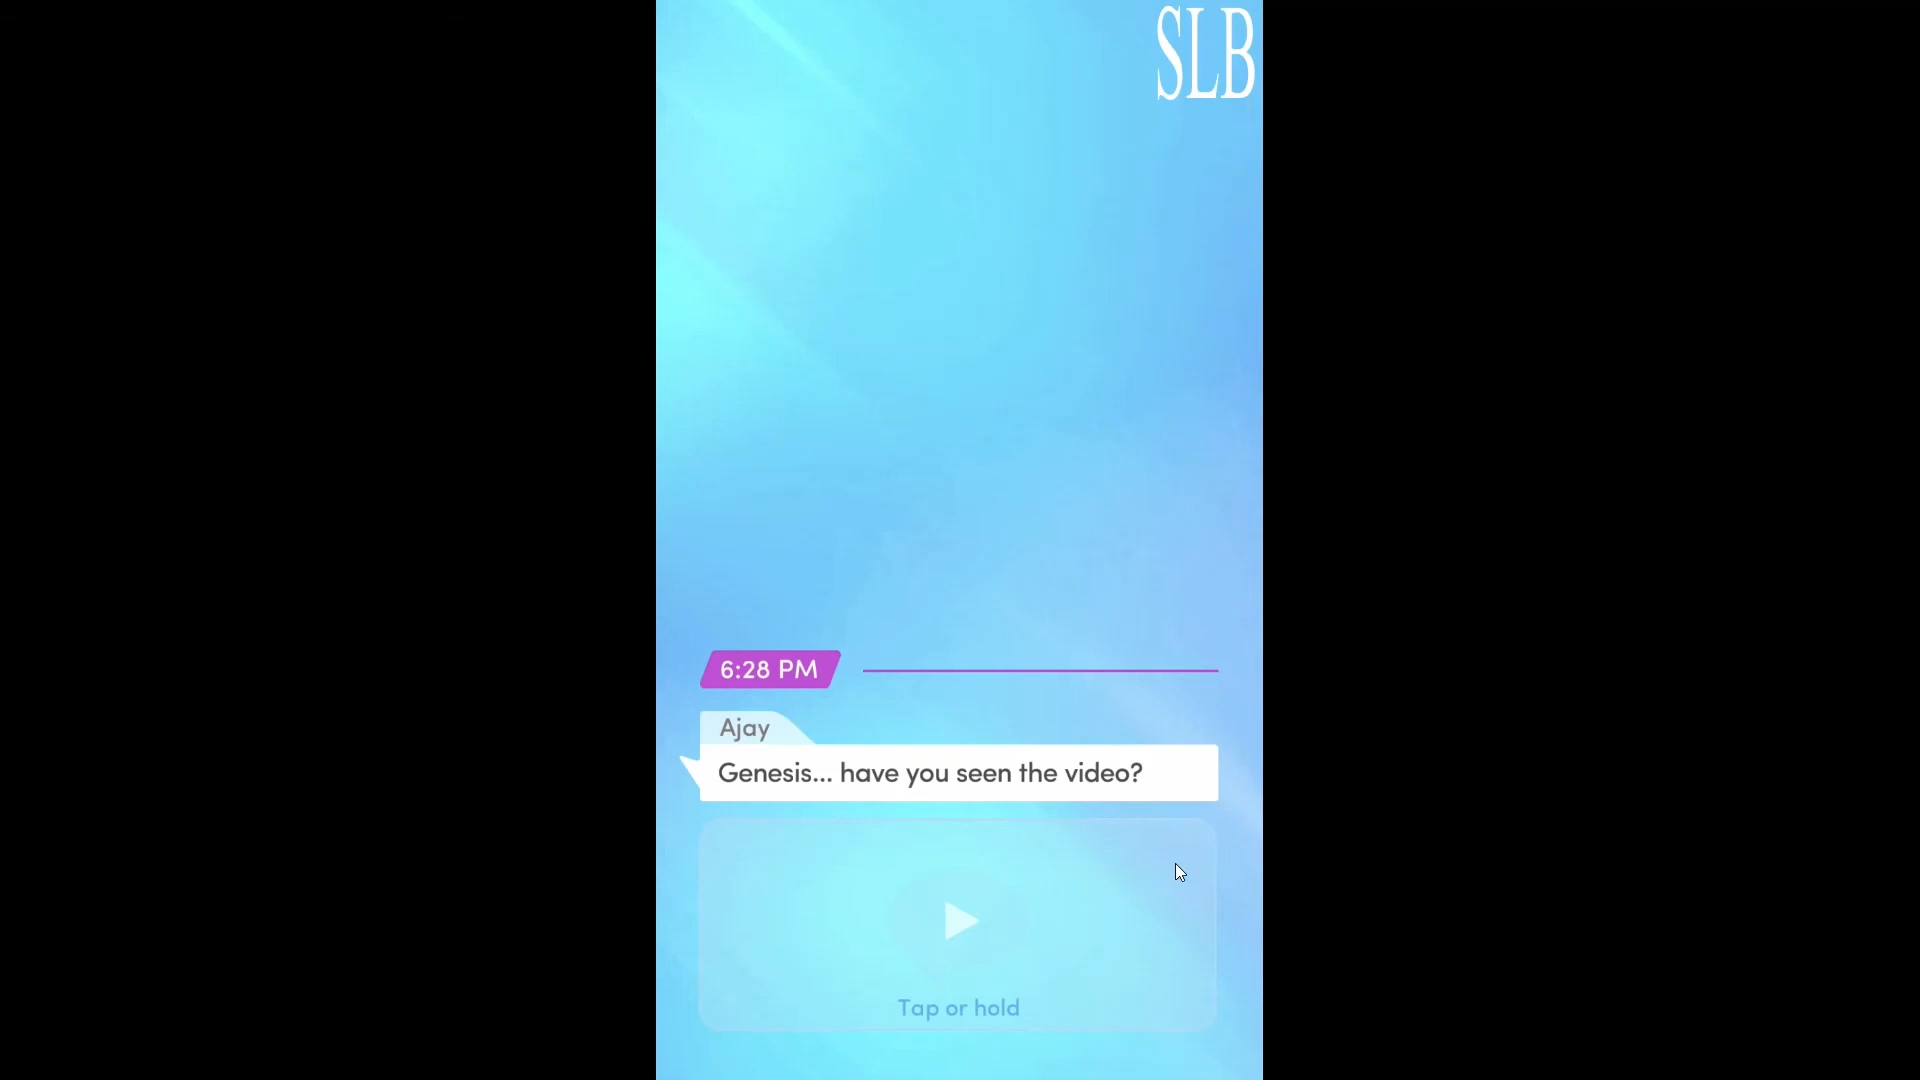 SLB
6:28 PM
Ajay
Genesis... have you seen the video?
Tap or hold